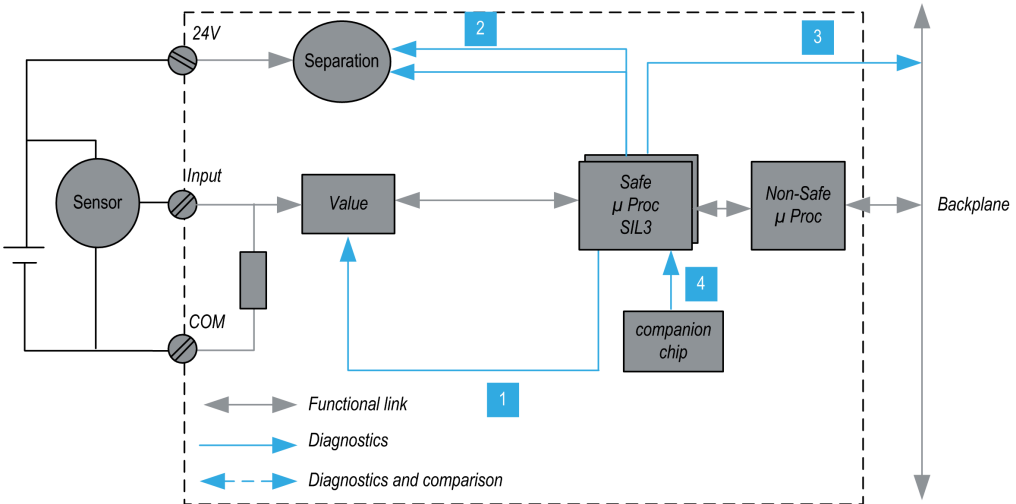 24V
2
3
Separation
Input
Sensor
Value
Safe
µ Proc
SIL3
Non-Safe
µ Proc
Backplane
4
COM
companion
chip
1
Functional link
Diagnostics
Diagnostics and comparison